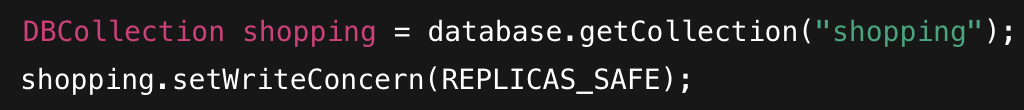 DBCollection shopping = database.getCollection("shopping");
shopping.setWriteConcern(REPLICAS_SAFE);